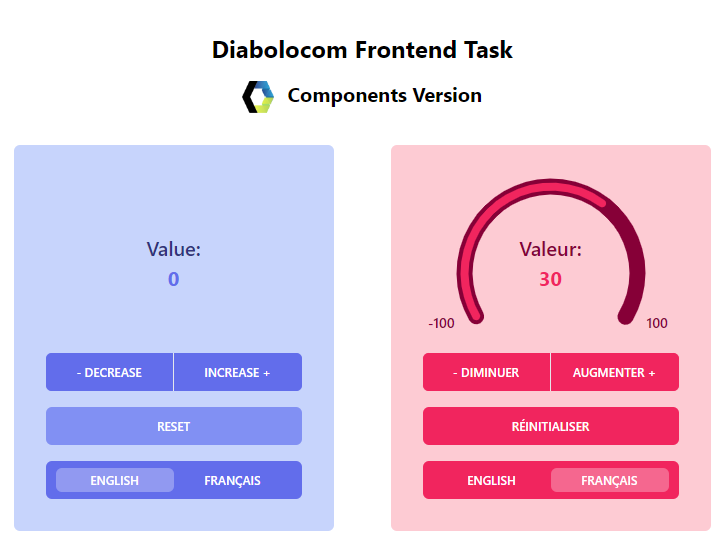 Diabolocom Frontend Task
Components Version
Value:
0
- DECREASE
INCREASE +
RESET
ENGLISH
FRANÇAIS
Valeur:
30
-100
100
- DIMINUER
AUGMENTER +
RÉINITIALISER
ENGLISH
FRANÇAIS